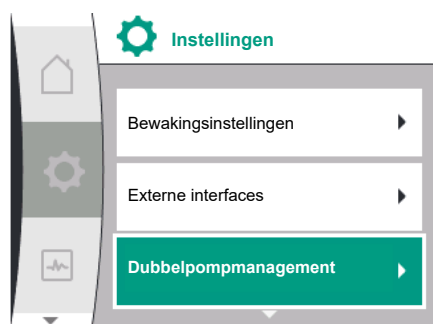 Instellingen
Bewakingsinstellingen
Externe interfaces
Dubbelpompmanagement